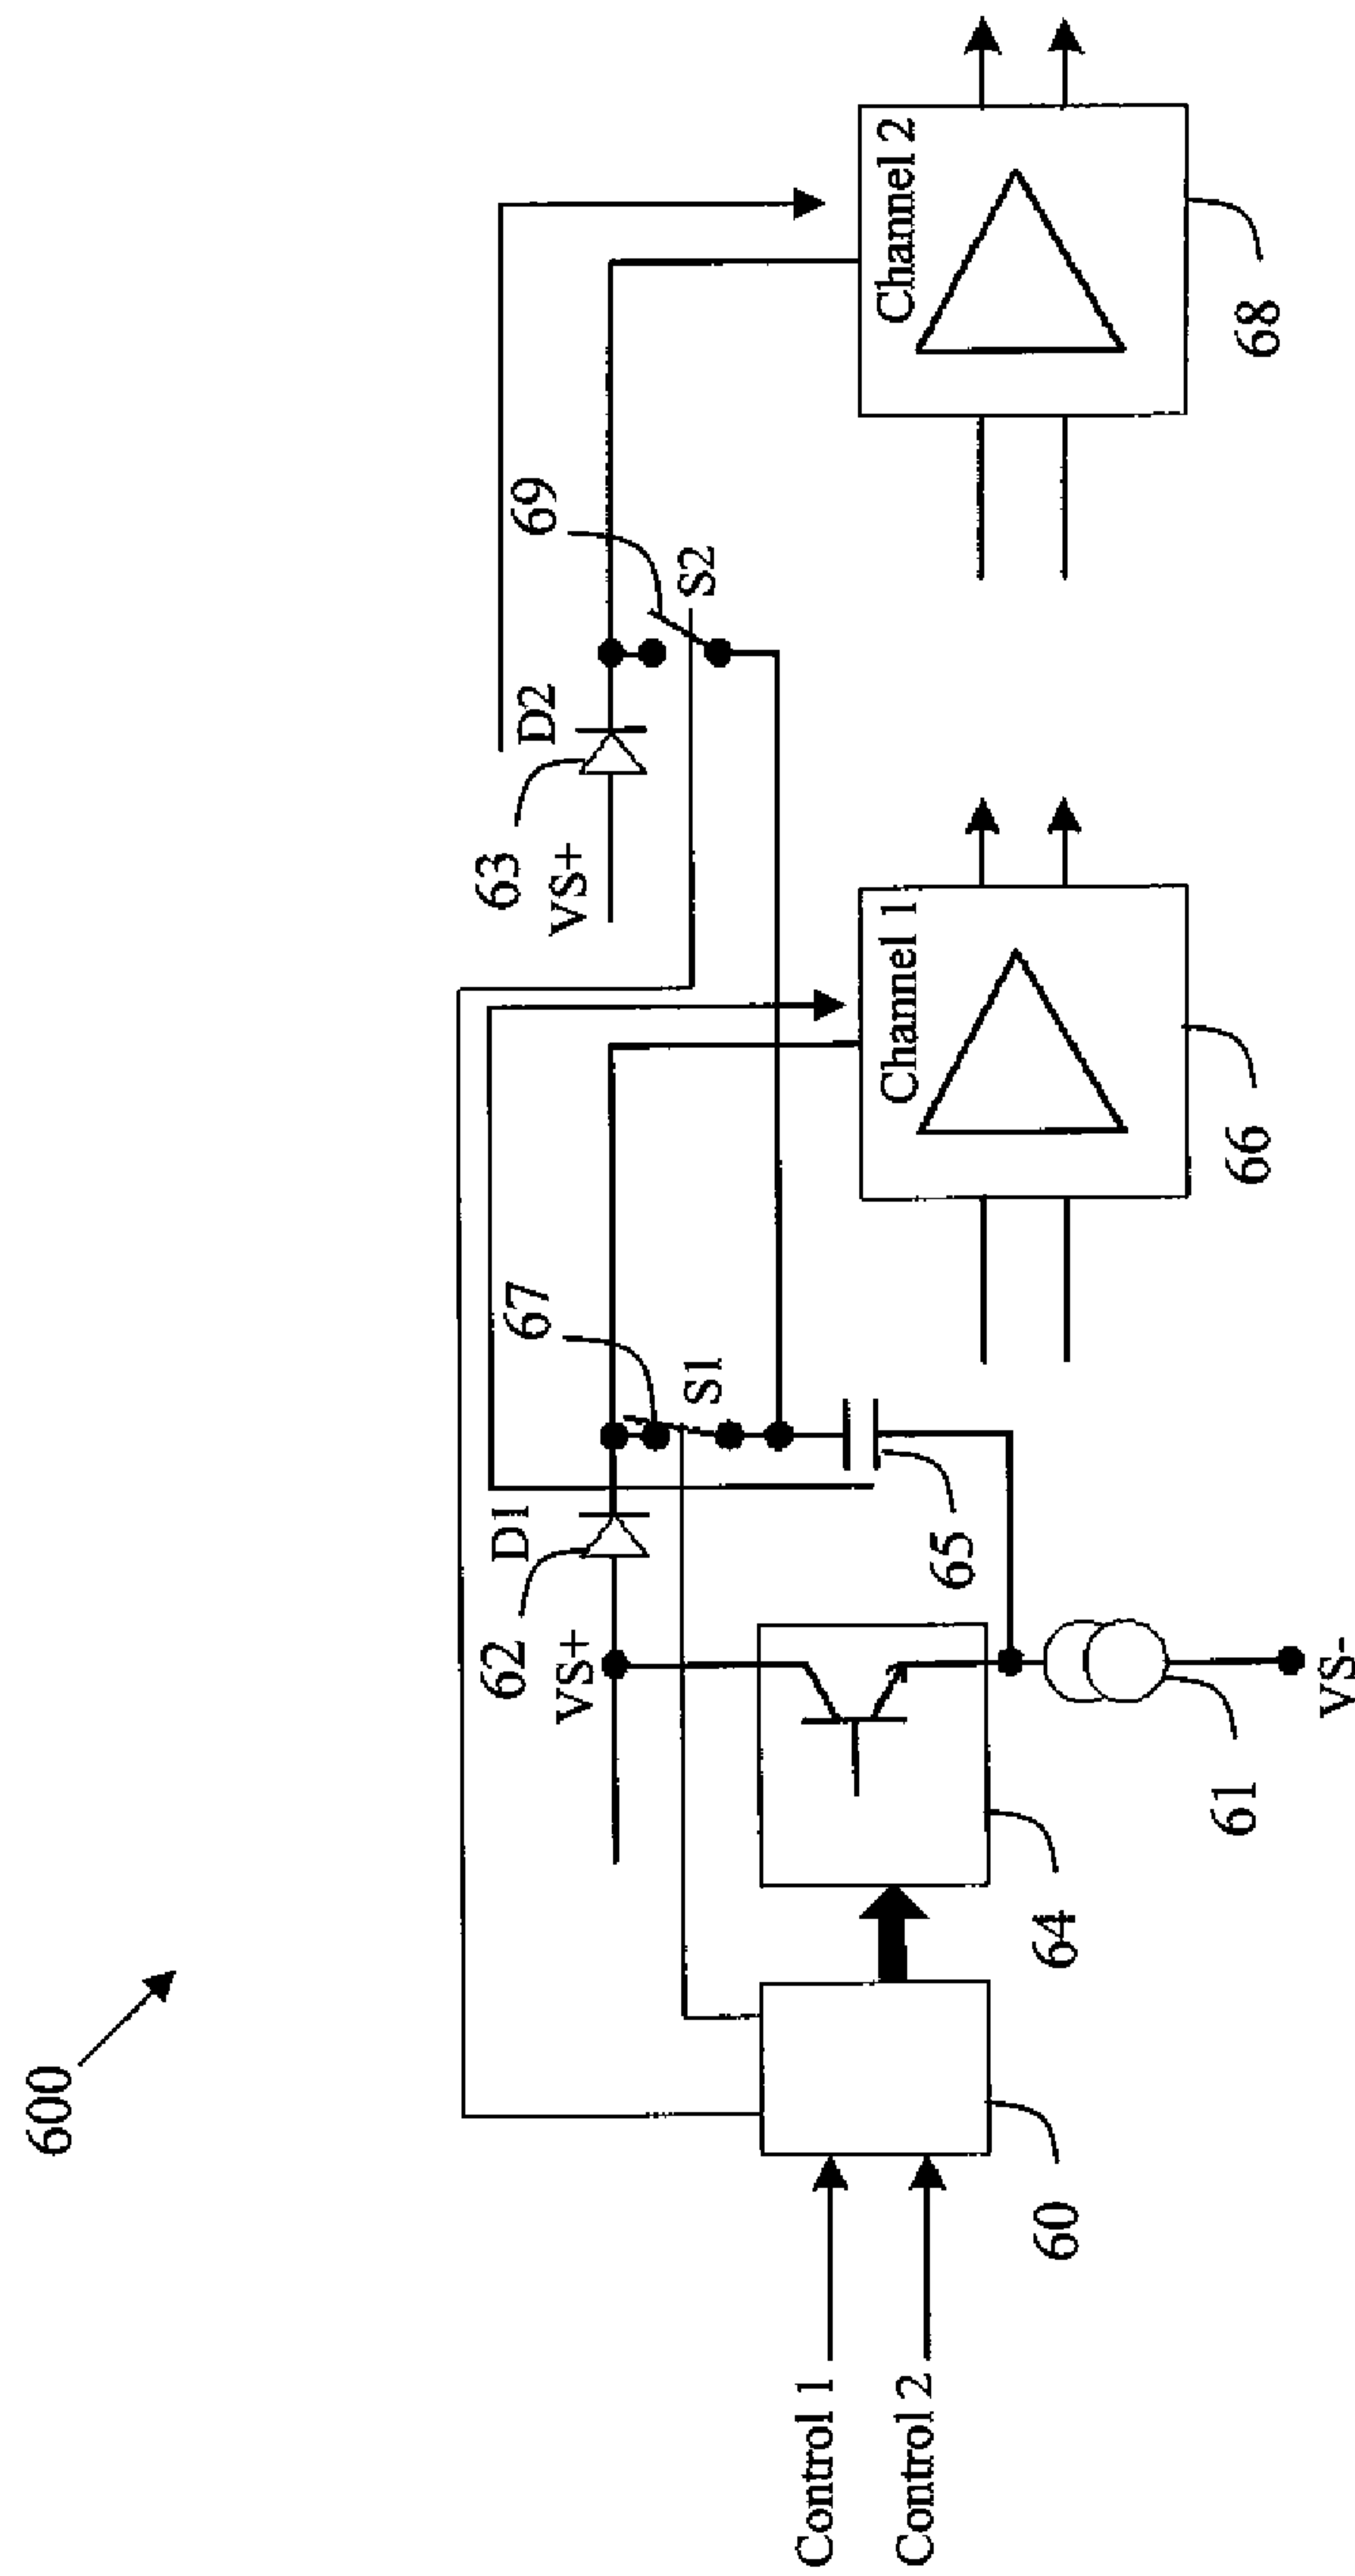 600
Control 1
Control 2
60
64
61
VS-
VS+
62
D1
65
S1
67
Channel 1
66
VS+
63
D2
S2
69
Channel 2
68